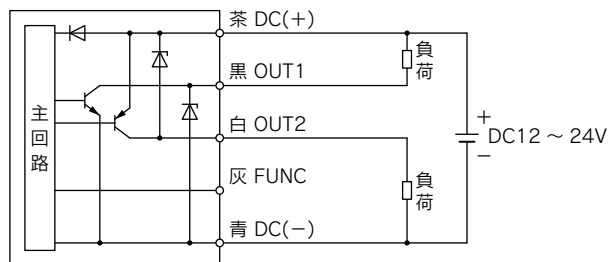 茶 DC(+)
負荷
黒 OUT1
主回路
白 OUT2
+
DC12 ～ 24V
−
灰 FUNC
負荷
青 DC(−)